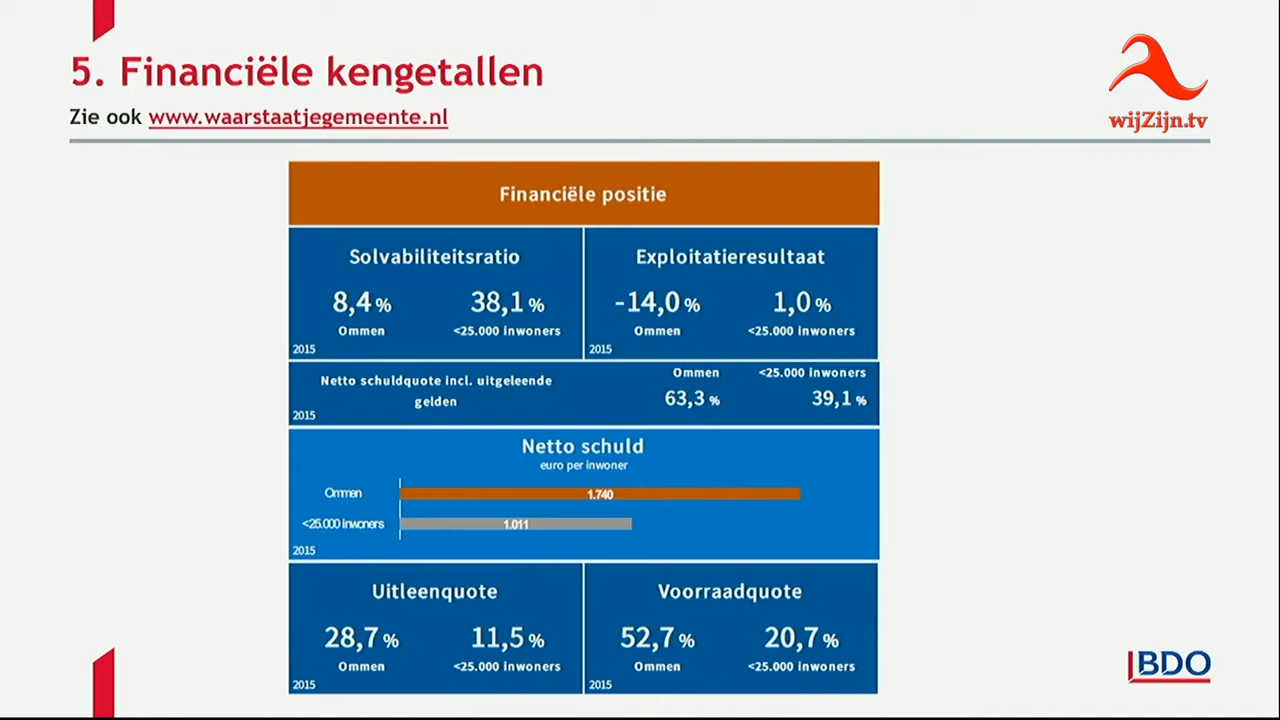 5. Financiële kengetallen
Zie ook www.waarstaatjegemeente.nl
wijZijn.tv
Financiële positie
Solvabiliteitsratio
8,4 % 38,1 %
Ommen <25.000 inwoners
2015
Exploitatieresultaat
-14,0 % 1,0 %
Ommen <25.000 inwoners
2015
Netto schuldquote incl. uitgeleende
gelden
Ommen <25.000 inwoners
63,3 % 39,1 %
2015
Netto schuld
euro per inwoner
Ommen 1.740
<25.000 inwoners 1.011
2015
Uitleenquote
28,7 % 11,5 %
Ommen <25.000 inwoners
2015
Voorraadquote
52,7 % 20,7 %
Ommen <25.000 inwoners
2015
BDO